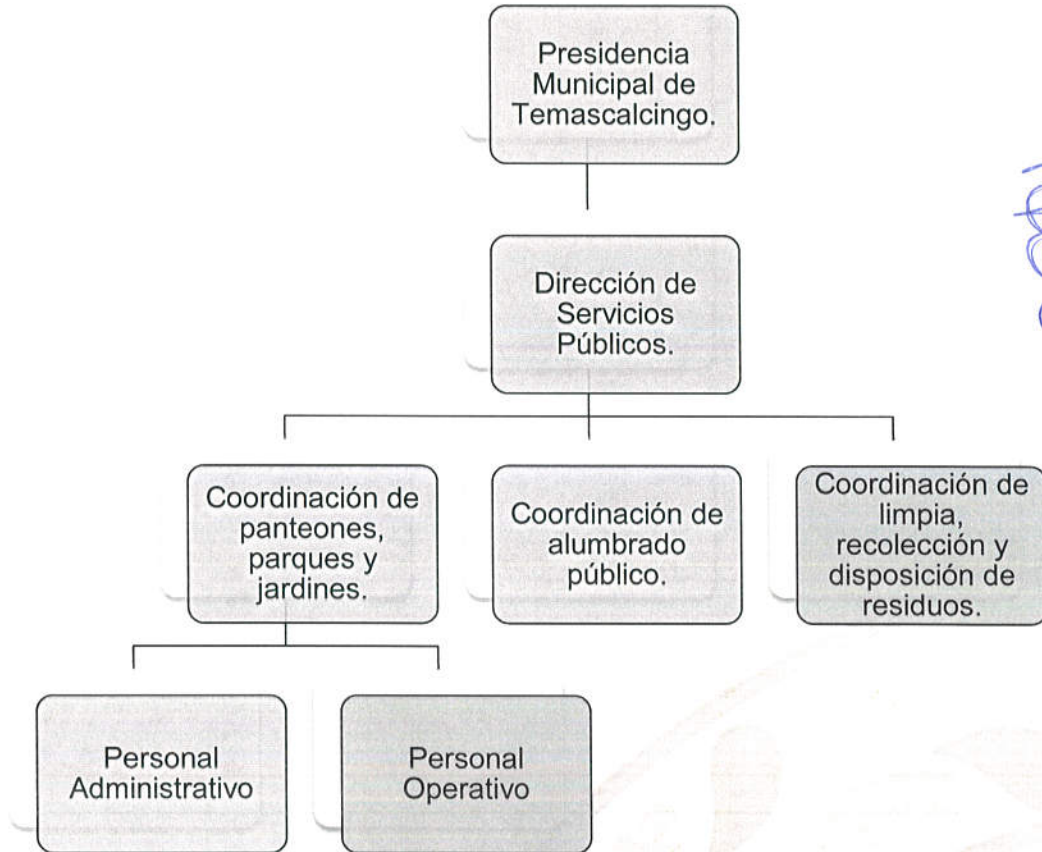 Presidencia
Municipal de
Temascalcingo.
Dirección de
Servicios
Públicos.
Coordinación de
panteones,
parques y
jardines.
Coordinación de
alumbrado
público.
Coordinación de
limpia,
recolección y
disposición de
residuos.
Personal
Administrativo
Personal
Operativo